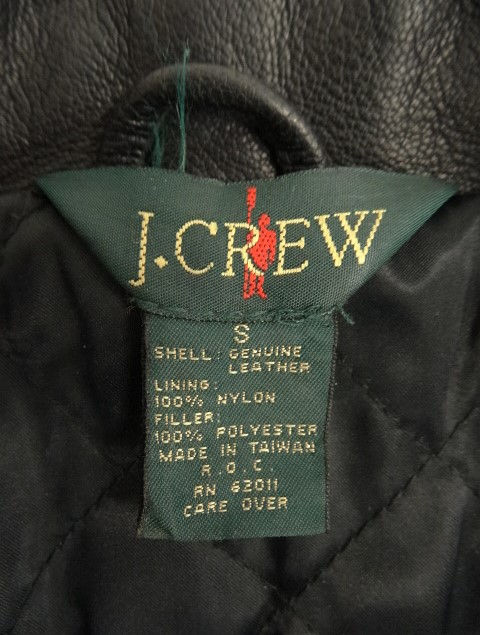 J.CREW
S
SHELL: GENUINE
LEATHER
LINING:
100% NYLON
FILLER:
100% POLYESTER
MADE IN TAIWAN
R.O.C.
RN 62011
CARE OVER